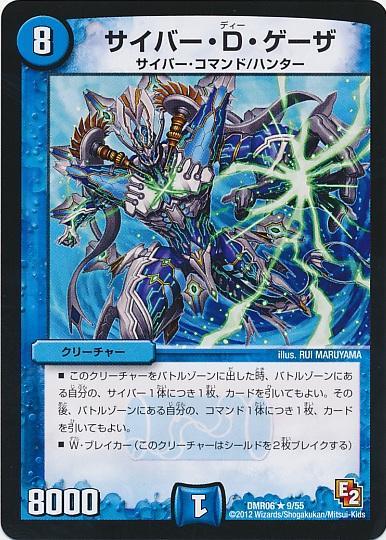 8
ディー
サイバー・D・ゲーザ
サイバー・コマンド/ハンター
illus. RUI MARUYAMA
クリーチャー
■ このクリーチャーをバトルゾーンに出した時、バトルゾーンにあ
る自分の、サイバー1体につき1枚、カードを引いてもよい。その
後、バトルゾーンにある自分の、コマンド1体につき1枚、カード
を引いてもよい。
■ W・ブレイカー (このクリーチャーはシールドを2枚ブレイクする)
8000
1
DMR06 ★ 9/55
©2012 Wizards/Shogakukan/Mitsui-Kids
E2